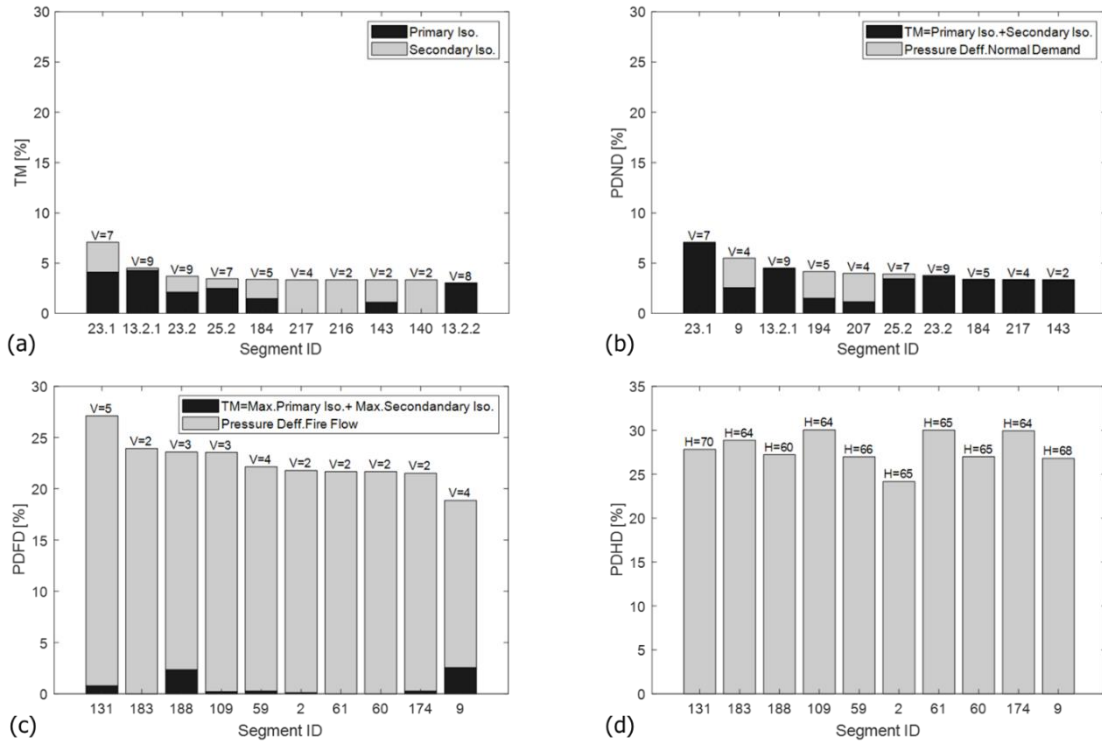 30
25
20
15
10
5
0
TM [%]
Primary Iso.
Secondary Iso.
V=7
V=9
V=9
V=7
V=5
V=4
V=2
V=2
V=2
V=8
23.1 13.2.1 23.2 25.2 184 217 216 143 140 13.2.2
(a)
Segment ID
30
25
20
15
10
5
0
PDND [%]
TM=Primary Iso.+Secondary Iso.
Pressure Deff.Normal Demand
V=7
V=4
V=9
V=5
V=4
V=7
V=9
V=5
V=4
V=2
23.1 9 13.2.1 194 207 25.2 23.2 184 217 143
(b)
Segment ID
30
25
20
15
10
5
0
PDFD [%]
TM=Max.Primary Iso.+ Max.Secondandary Iso.
Pressure Deff.Fire Flow
V=5
V=2
V=3
V=3
V=4
V=2
V=2
V=2
V=2
V=4
131 183 188 109 59 2 61 60 174 9
(c)
Segment ID
35
30
25
20
15
10
5
0
PDHD [%]
H=70
H=64
H=60
H=64
H=66
H=65
H=65
H=65
H=64
H=68
131 183 188 109 59 2 61 60 174 9
(d)
Segment ID